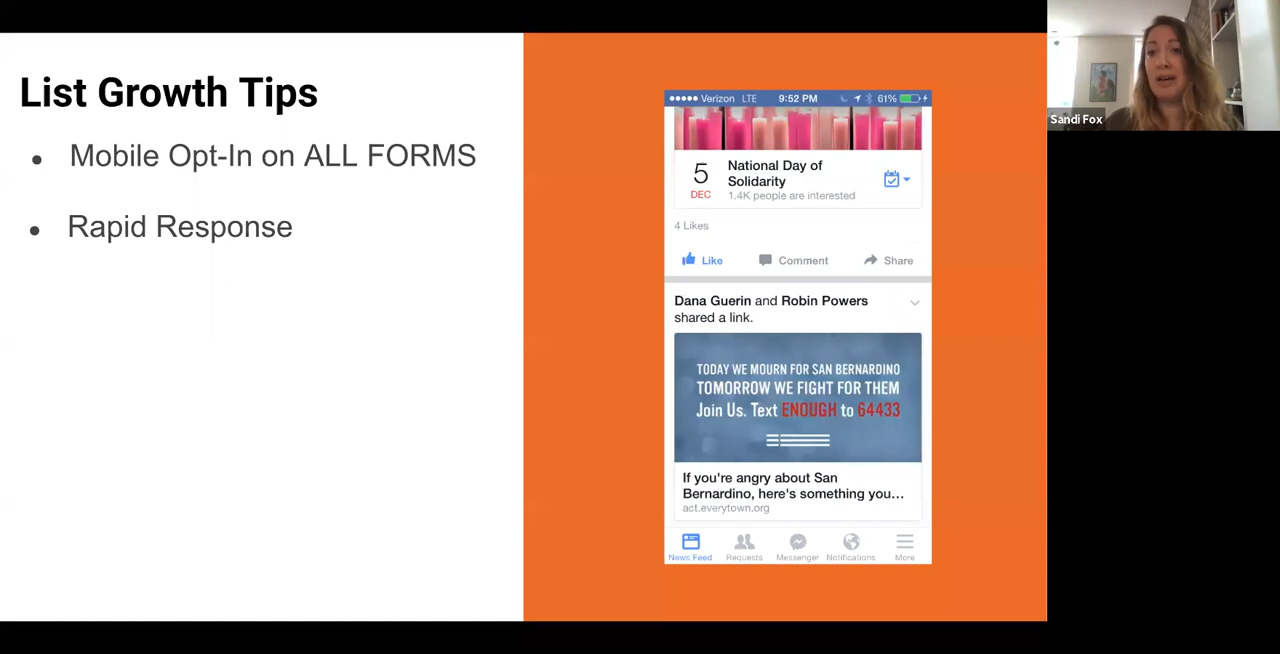 List Growth Tips
● Mobile Opt-In on ALL FORMS
● Rapid Response
Verizon LTE 9:52 PM 61%
5
DEC
National Day of
Solidarity
1.4K people are interested
4 Likes
Like Comment Share
Dana Guerin and Robin Powers
shared a link.
TODAY WE MOURN FOR SAN BERNARDINO
TOMORROW WE FIGHT FOR THEM
Join Us. Text ENOUGH to 64433
If you're angry about San
Bernardino, here's something you...
act.everytown.org
News Feed Requests Messenger Notifications More
Sandi Fox